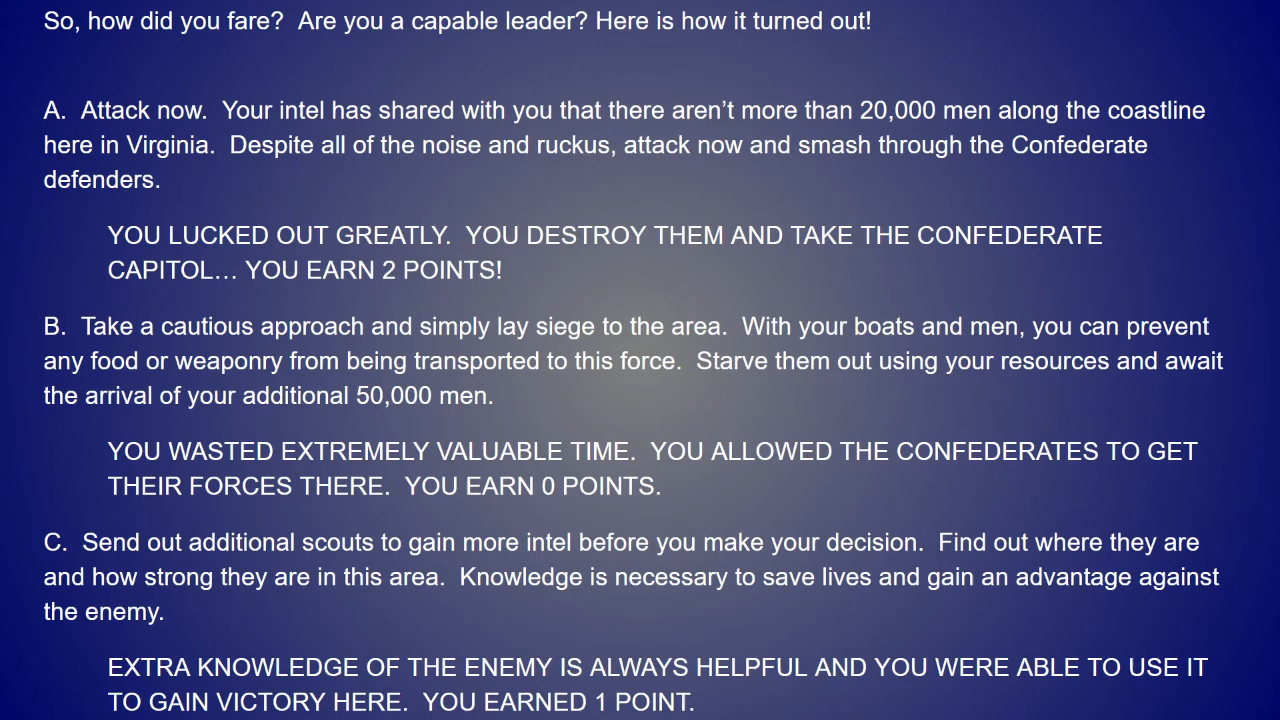 So, how did you fare?  Are you a capable leader? Here is how it turned out!
A.  Attack now.  Your intel has shared with you that there aren’t more than 20,000 men along the coastline
here in Virginia.  Despite all of the noise and ruckus, attack now and smash through the Confederate
defenders.
YOU LUCKED OUT GREATLY.  YOU DESTROY THEM AND TAKE THE CONFEDERATE
CAPITOL… YOU EARN 2 POINTS!
B.  Take a cautious approach and simply lay siege to the area.  With your boats and men, you can prevent
any food or weaponry from being transported to this force.  Starve them out using your resources and await
the arrival of your additional 50,000 men.
YOU WASTED EXTREMELY VALUABLE TIME.  YOU ALLOWED THE CONFEDERATES TO GET
THEIR FORCES THERE.  YOU EARN 0 POINTS.
C.  Send out additional scouts to gain more intel before you make your decision.  Find out where they are
and how strong they are in this area.  Knowledge is necessary to save lives and gain an advantage against
the enemy.
EXTRA KNOWLEDGE OF THE ENEMY IS ALWAYS HELPFUL AND YOU WERE ABLE TO USE IT
TO GAIN VICTORY HERE.  YOU EARNED 1 POINT.